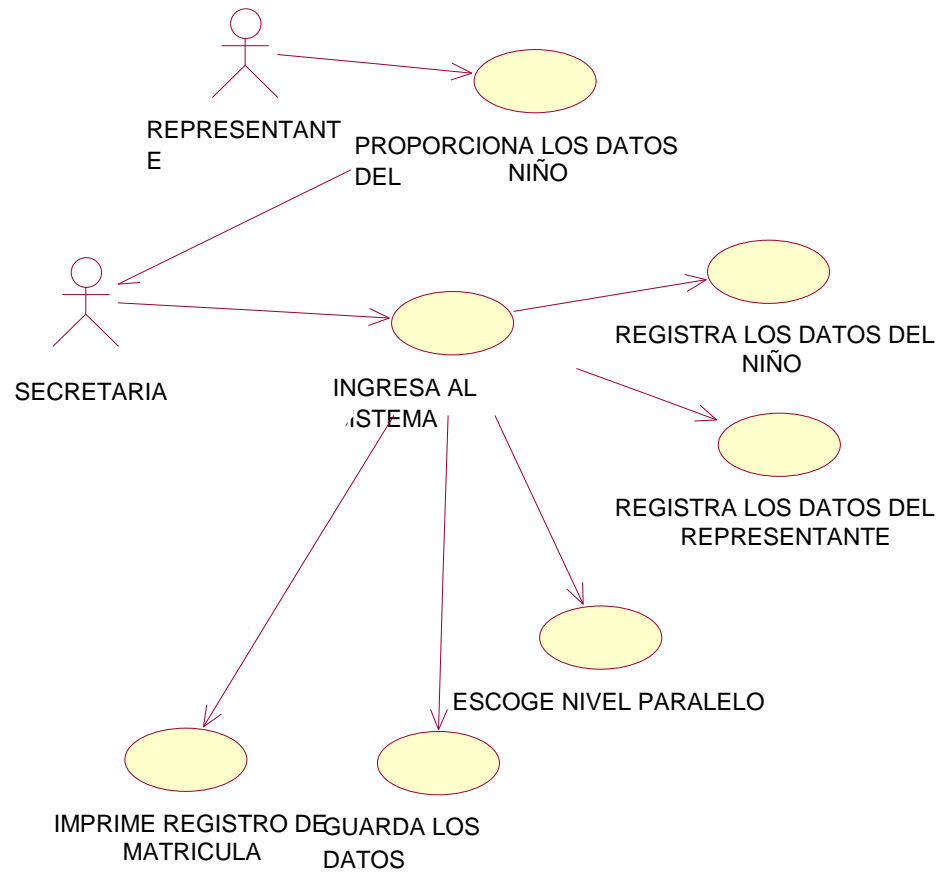 REPRESENTANT
E
PROPORCIONA LOS DATOS
DEL NIÑO
SECRETARIA
INGRESA AL
ISTEMA
REGISTRA LOS DATOS DEL
NIÑO
REGISTRA LOS DATOS DEL
REPRESENTANTE
ESCOGE NIVEL PARALELO
IMPRIME REGISTRO DE
MATRICULA
GUARDA LOS
DATOS